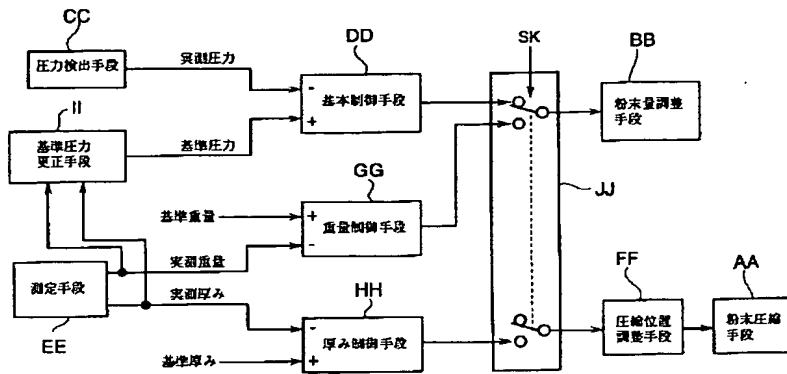 CC
圧力検出手段
実測圧力
DD
基本制御手段
-
+
SK
BB
粉末量調整
手段
II
基準圧力
更正手段
基準圧力
GG
基準重量
重量制御手段
+
-
JJ
実測重量
測定手段
EE
実測厚み
HH
厚み制御手段
-
+
基準厚み
FF
圧縮位置
調整手段
AA
粉末圧縮
手段